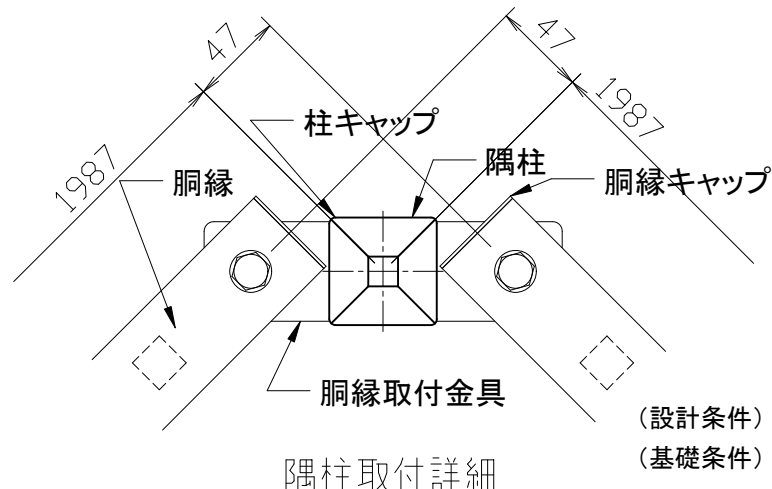 47
47
1987
1987
柱キャップ
隅柱
胴縁
胴縁キャップ
胴縁取付金具
（設計条件）
（基礎条件）
隅柱取付詳細